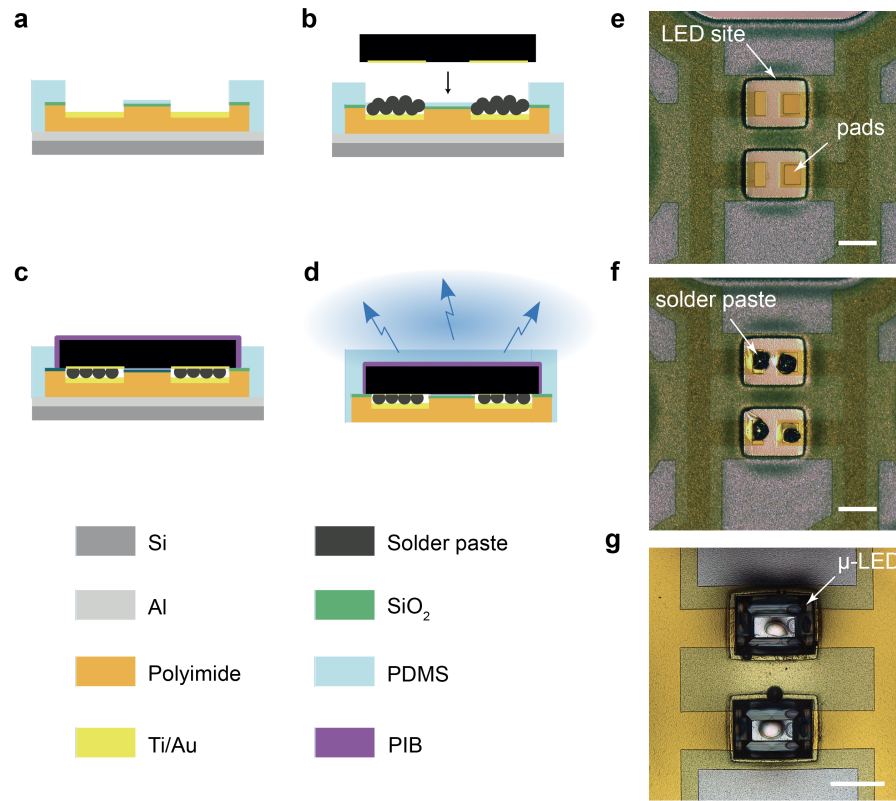 a
b
c
d
e
LED site
pads
f
solder paste
g
μ-LED
Si
Solder paste
Al
SiO₂
Polyimide
PDMS
Ti/Au
PIB